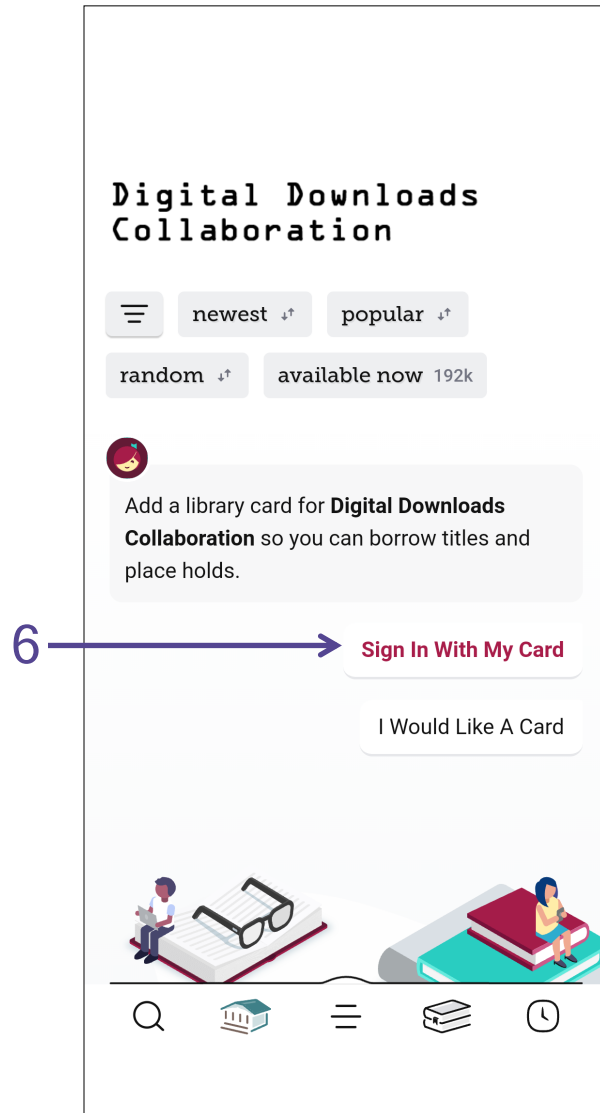 Digital Downloads
Collaboration
newest
popular
random
available now 192k
Add a library card for Digital Downloads
Collaboration so you can borrow titles and
place holds.
6
Sign In With My Card
I Would Like A Card